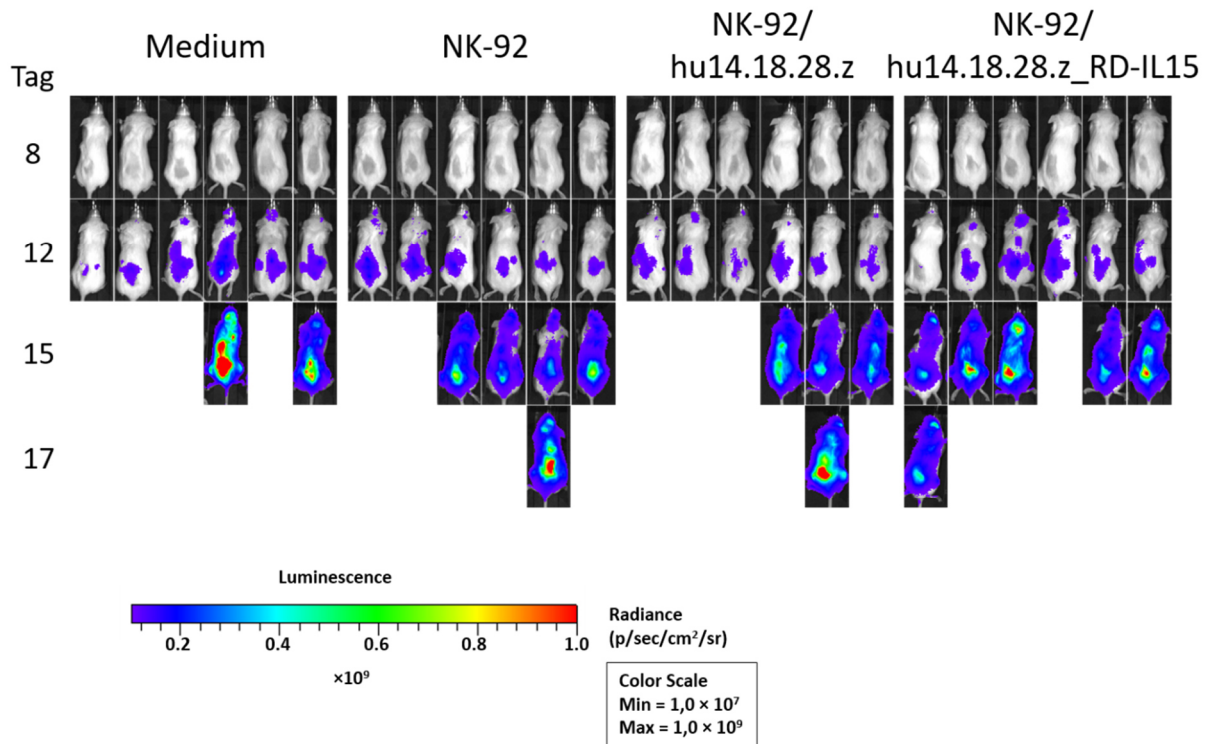 Medium
NK-92
NK-92/
hu14.18.28.z
NK-92/
hu14.18.28.z_RD-IL15
Tag
8
12
15
17
Luminescence
0.2 0.4 0.6 0.8 1.0
×10⁹
Radiance
(p/sec/cm²/sr)
Color Scale
Min = 1,0 × 10⁷
Max = 1,0 × 10⁹